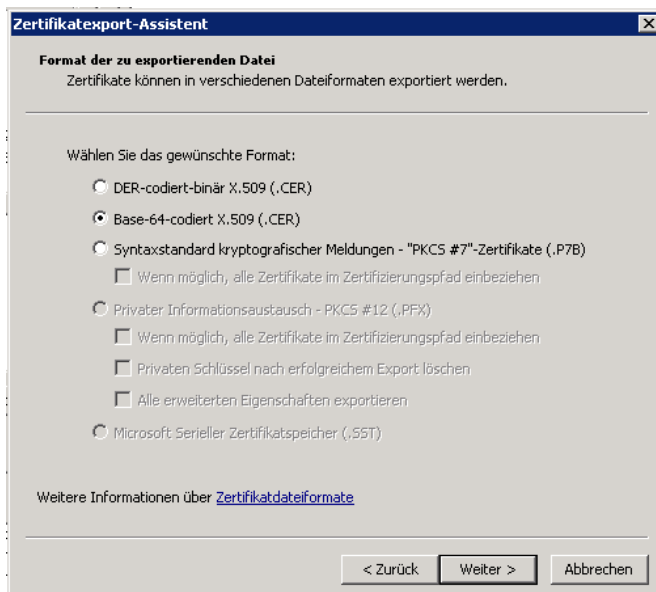 Zertifikatexport-Assistent
Format der zu exportierenden Datei
Zertifikate können in verschiedenen Dateiformaten exportiert werden.
Wählen Sie das gewünschte Format:
DER-codiert-binär X.509 (.CER)
Base-64-codiert X.509 (.CER)
Syntaxstandard kryptografischer Meldungen - "PKCS #7"-Zertifikate (.P7B)
Wenn möglich, alle Zertifikate im Zertifizierungspfad einbeziehen
Privater Informationsaustausch - PKCS #12 (.PFX)
Wenn möglich, alle Zertifikate im Zertifizierungspfad einbeziehen
Privaten Schlüssel nach erfolgreichem Export löschen
Alle erweiterten Eigenschaften exportieren
Microsoft Serieller Zertifikatspeicher (.SST)
Weitere Informationen über Zertifikatdateiformate
< Zurück Weiter > Abbrechen